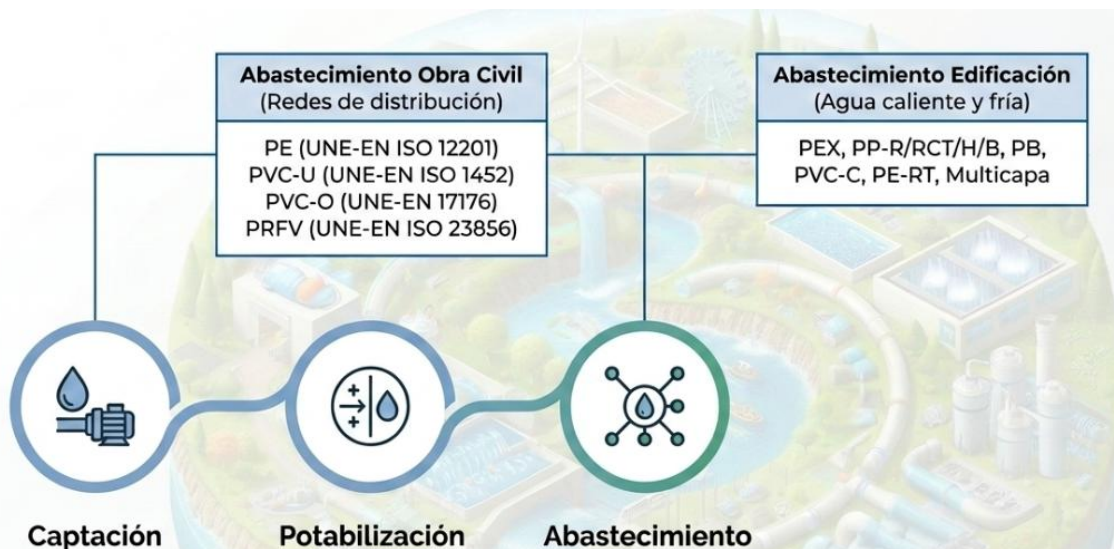 Abastecimiento Obra Civil
(Redes de distribución)
PE (UNE-EN ISO 12201)
PVC-U (UNE-EN ISO 1452)
PVC-O (UNE-EN 17176)
PRFV (UNE-EN ISO 23856)
Abastecimiento Edificación
(Agua caliente y fría)
PEX, PP-R/RCT/H/B, PB,
PVC-C, PE-RT, Multicapa
Captación
Potabilización
Abastecimiento